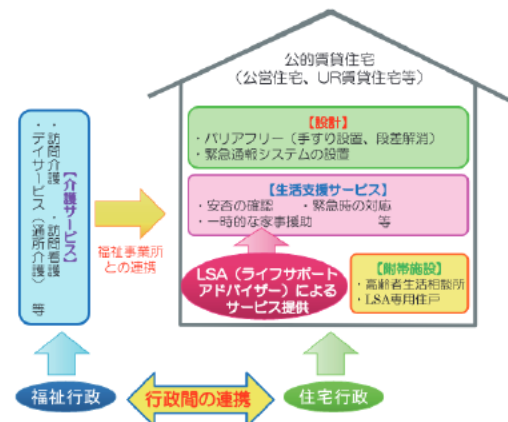 公的賃貸住宅
（公営住宅、UR賃貸住宅等）
【設計】
・バリアフリー（手すり設置、段差解消）
・緊急通報システムの設置
【生活支援サービス】
・安否の確認　・緊急時の対応
・一時的な家事援助　　等
LSA（ライフサポート
アドバイザー）による
サービス提供
【附帯施設】
・高齢者生活相談所
・LSA専用住戸
【介護サービス】
・訪問介護　・訪問看護
・デイサービス（通所介護）　等
福祉事業所
との連携
福祉行政
行政間の連携
住宅行政